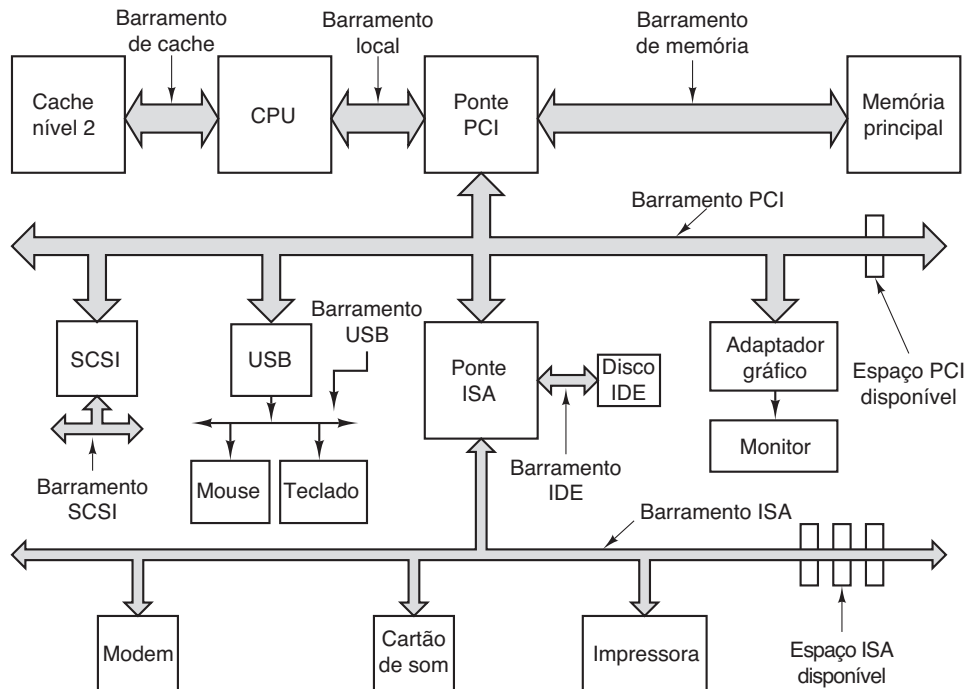 Barramento
de cache
Barramento
local
Barramento
de memória
Cache
nível 2
CPU
Ponte
PCI
Memória
principal
Barramento PCI
SCSI
USB
Barramento
USB
Ponte
ISA
Disco
IDE
Adaptador
gráfico
Espaço PCI
disponível
Monitor
Barramento
SCSI
Mouse
Teclado
Barramento
IDE
Barramento ISA
Modem
Cartão
de som
Impressora
Espaço ISA
disponível